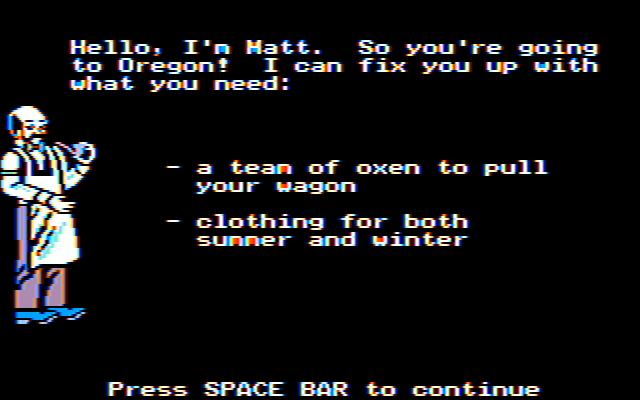 Hello, I'm Matt.  So you're going
to Oregon!  I can fix you up with
what you need:
- a team of oxen to pull
your wagon
- clothing for both
summer and winter
Press SPACE BAR to continue